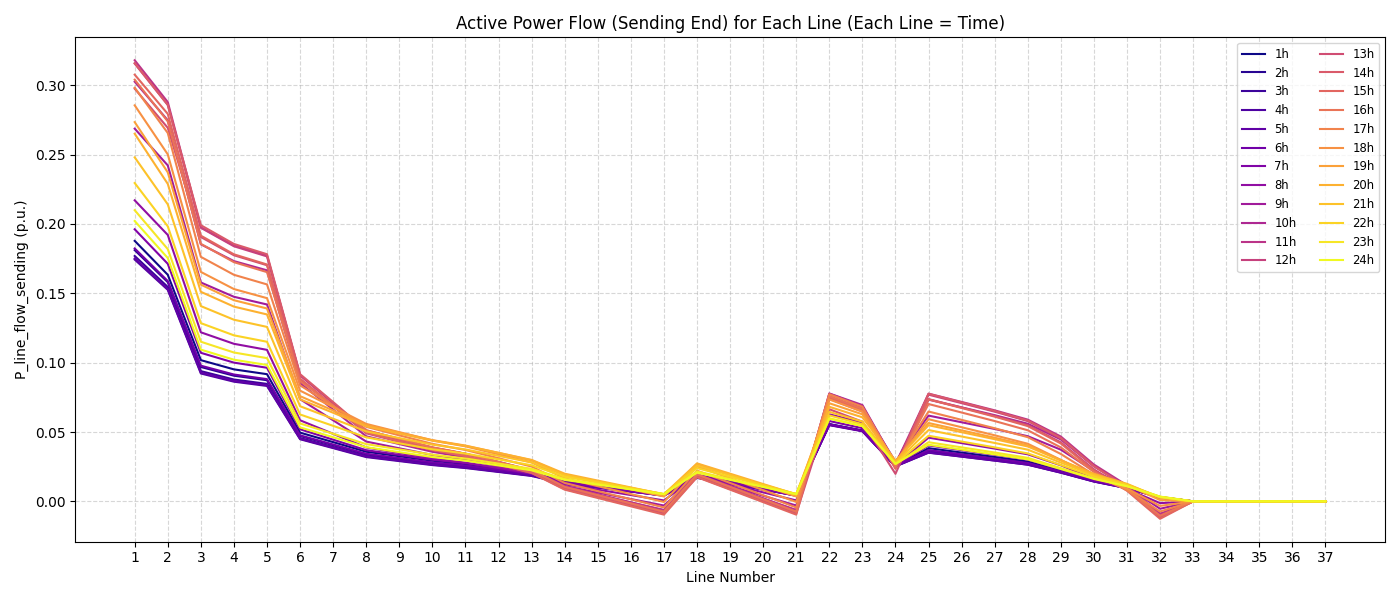 Active Power Flow (Sending End) for Each Line (Each Line = Time)
P_line_flow_sending (p.u.)
0.30
0.25
0.20
0.15
0.10
0.05
0.00
1h
2h
3h
4h
5h
6h
7h
8h
9h
10h
11h
12h
13h
14h
15h
16h
17h
18h
19h
20h
21h
22h
23h
24h
1 2 3 4 5 6 7 8 9 10 11 12 13 14 15 16 17 18 19 20 21 22 23 24 25 26 27 28 29 30 31 32 33 34 35 36 37
Line Number